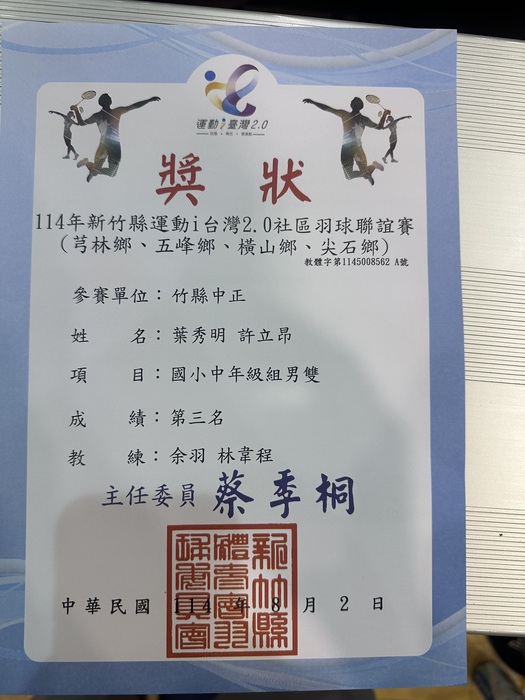 運動i臺灣2.0
獎狀
114年新竹縣運動i台灣2.0社區羽球聯誼賽
(芎林鄉、五峰鄉、橫山鄉、尖石鄉)
教體字第1145008562 A號
參賽單位：竹縣中正
姓 名：葉秀明 許立昂
項 目：國小中年級組男雙
成 績：第三名
教 練：余羽 林韋程
主任委員 蔡季桐
新竹縣體育會羽球委員會
中華民國 114 年 8 月 2 日